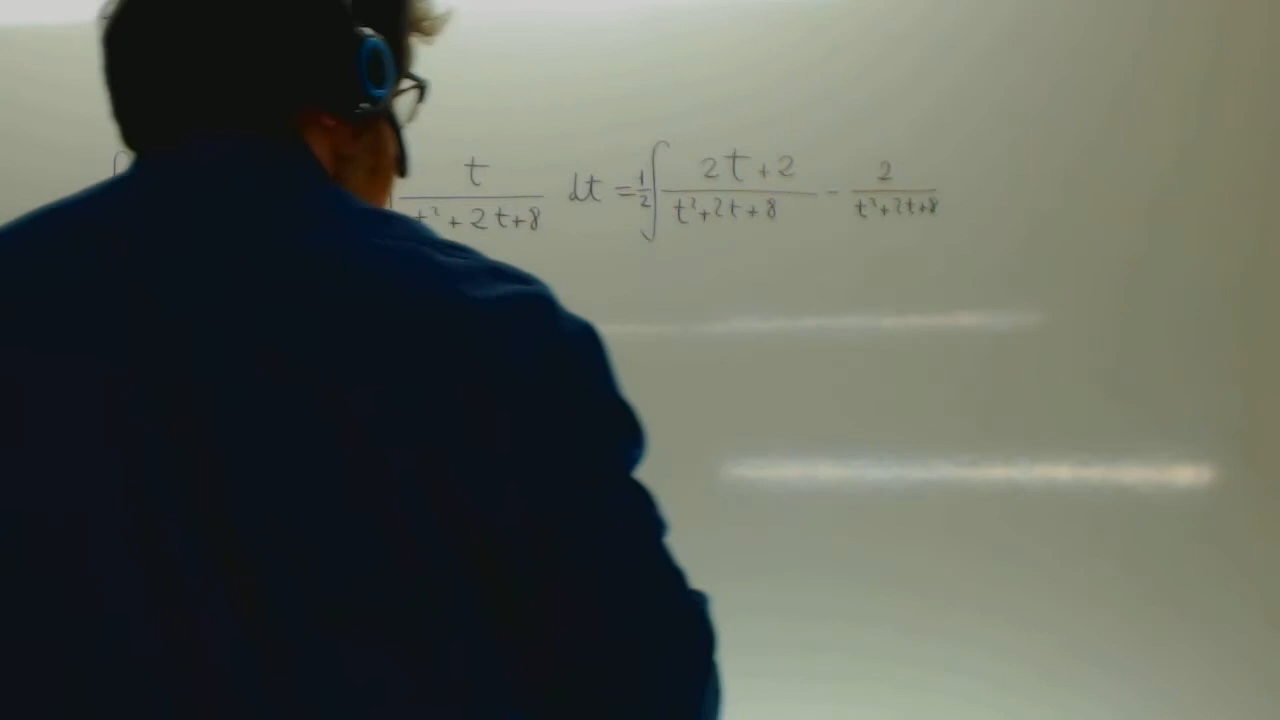 ∫ t/(t²+2t+8) dt = 1/2 ∫ (2t+2)/(t²+2t+8) - 2/(t²+2t+8)